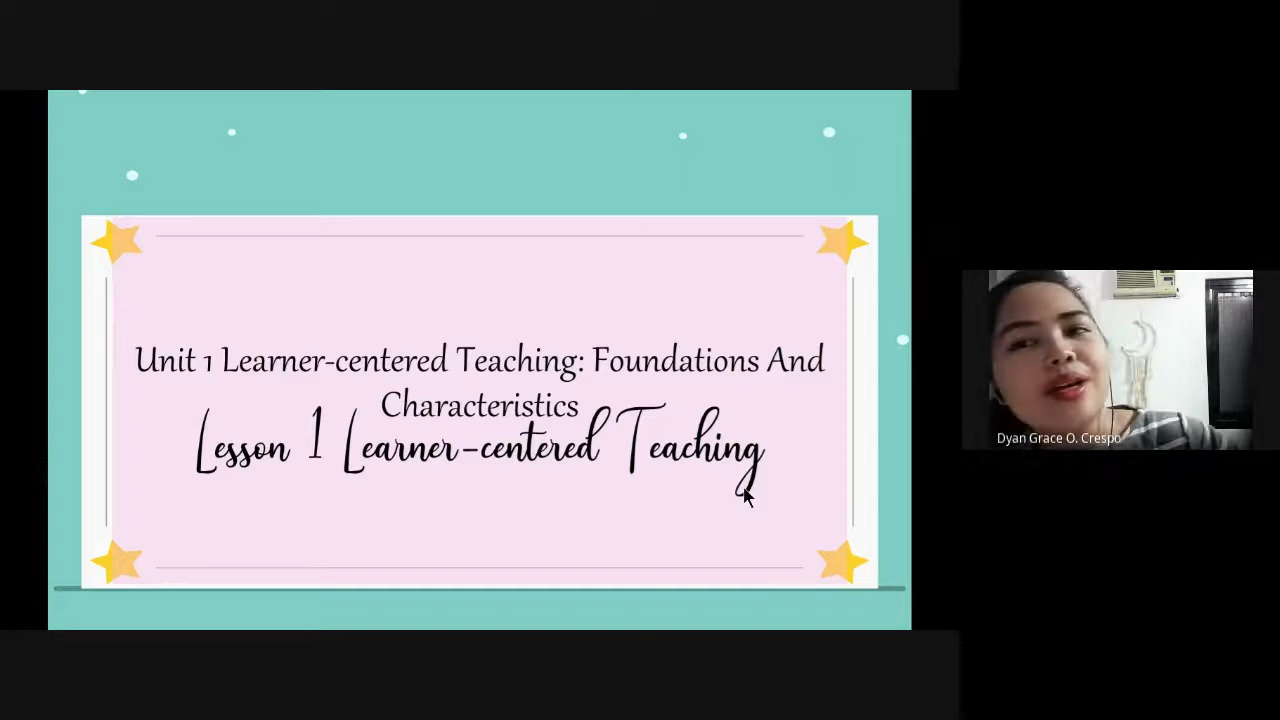 Unit 1 Learner-centered Teaching: Foundations And
Characteristics
Lesson 1 Learner-centered Teaching
Dyan Grace O. Crespo